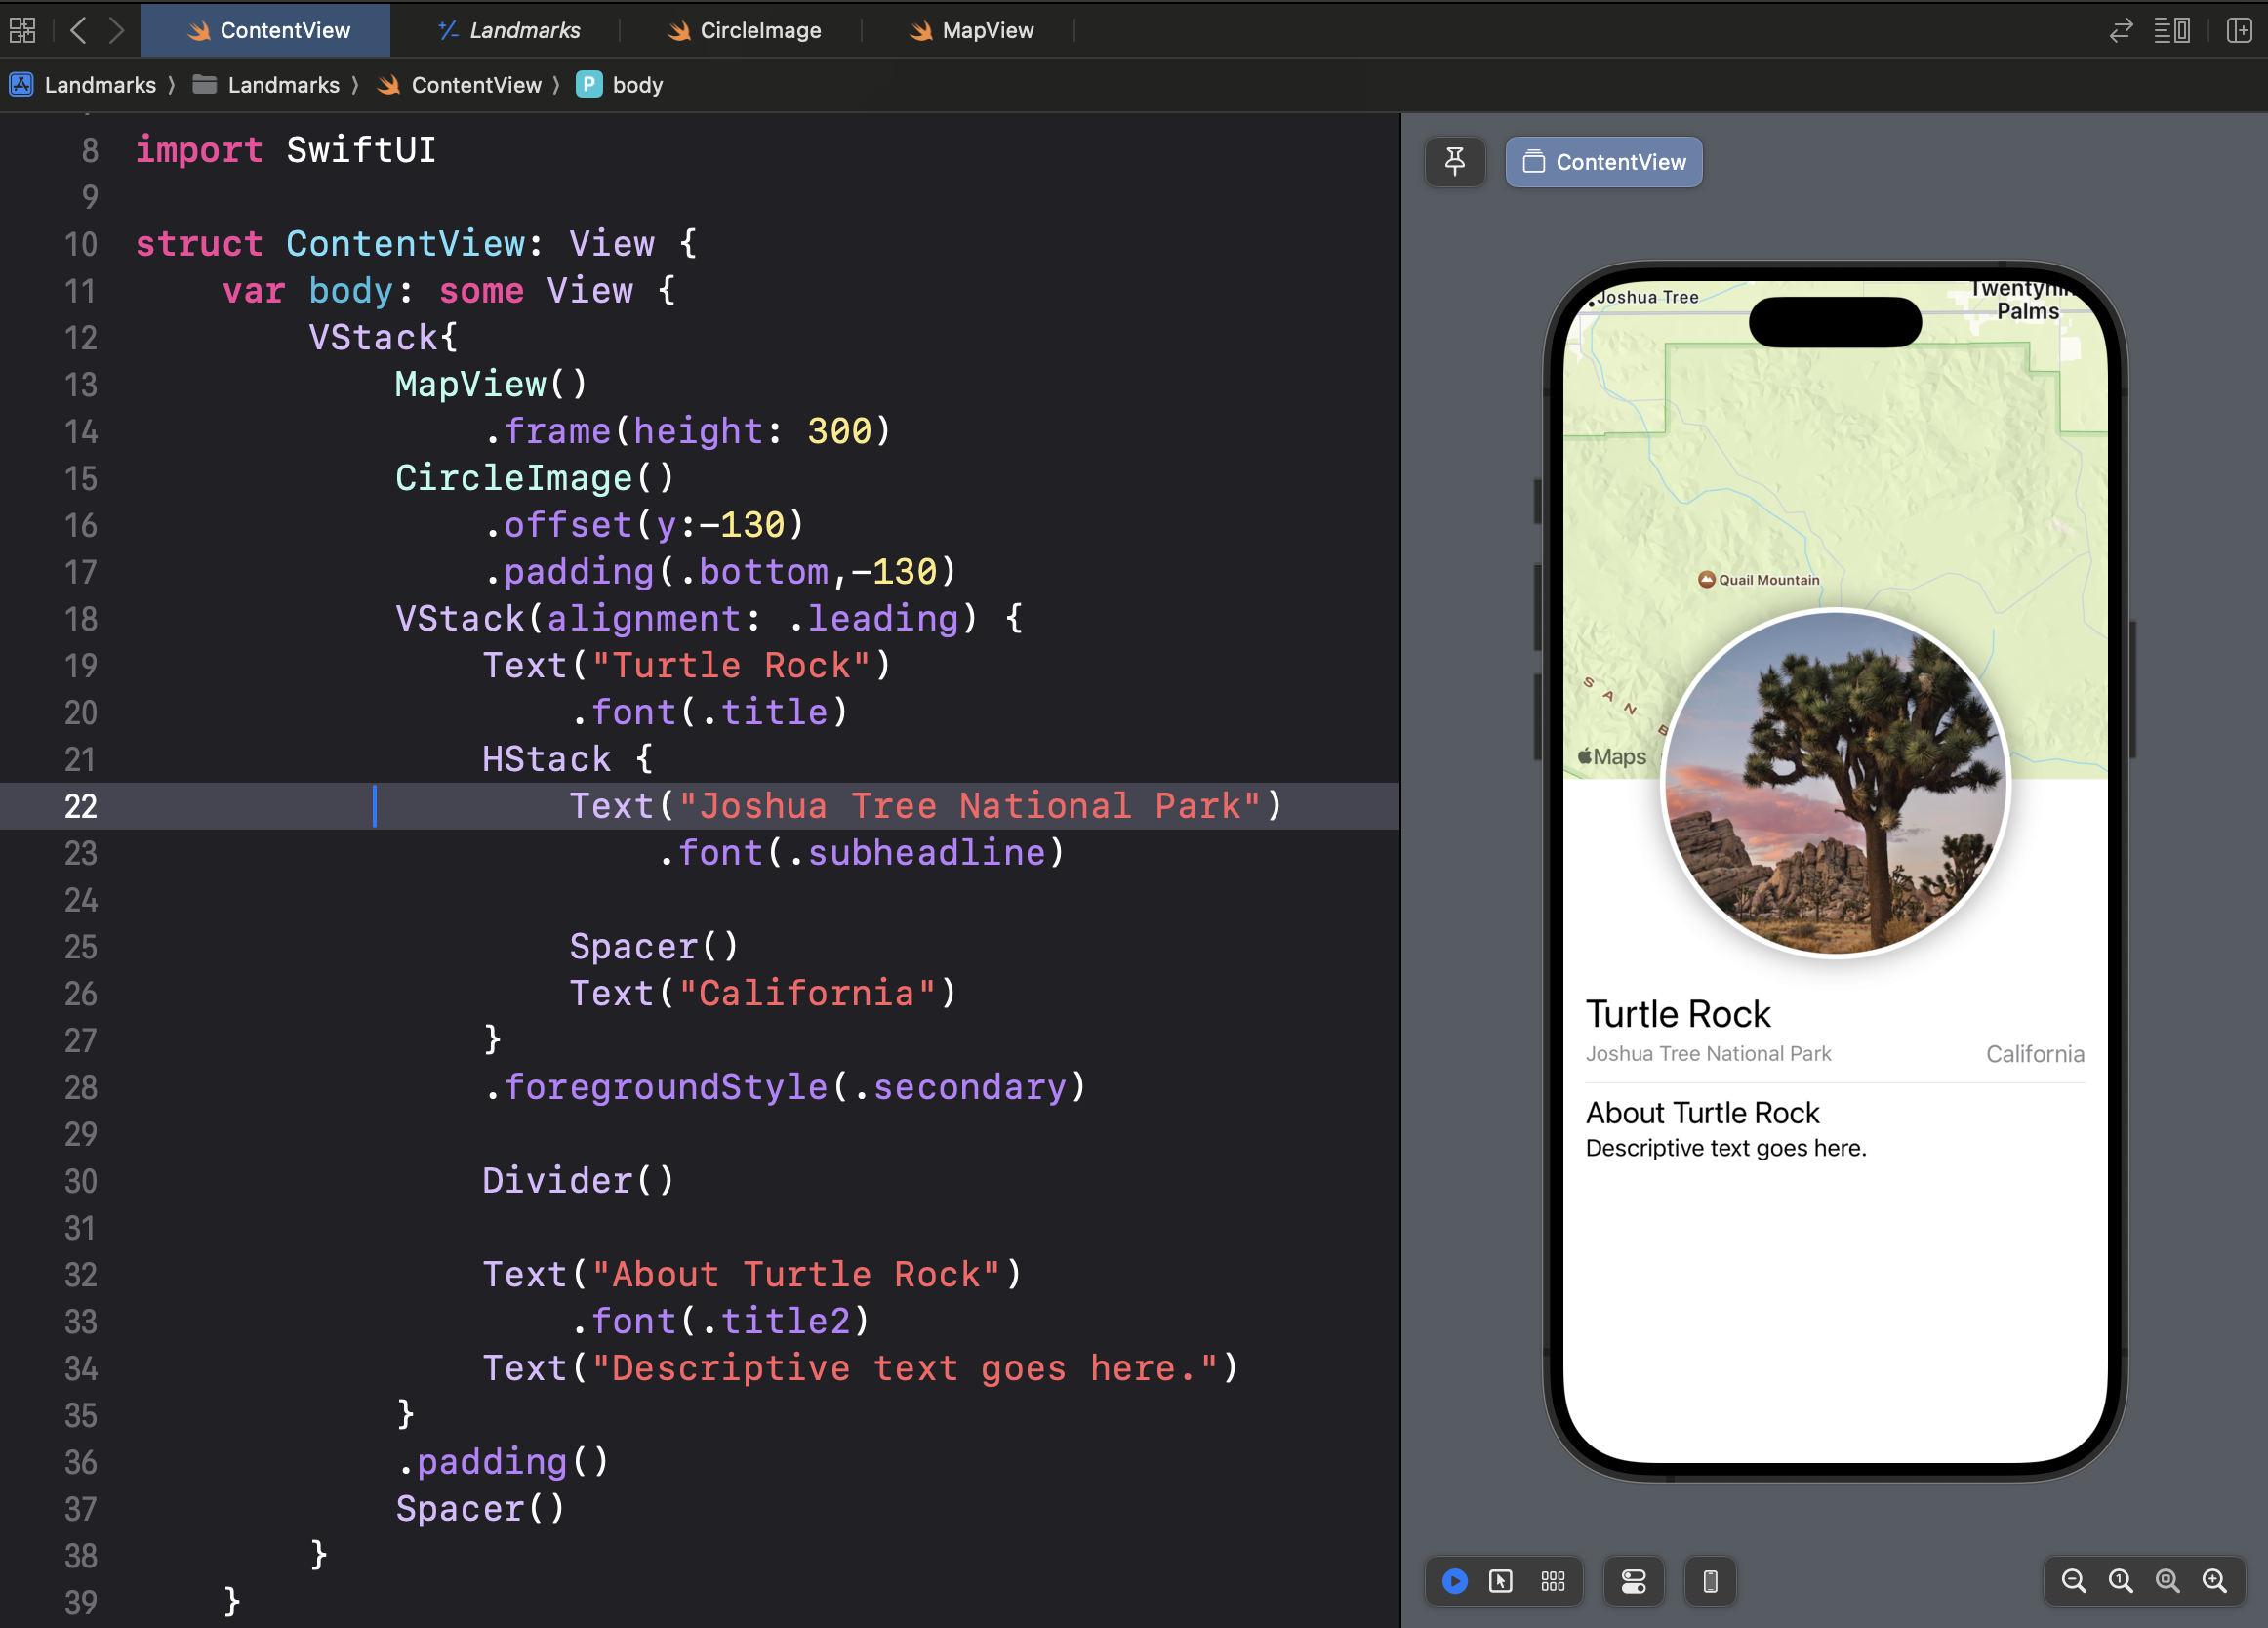 ContentView
Landmarks
CircleImage
MapView
Landmarks 〉 Landmarks 〉 ContentView 〉 P body
8 import SwiftUI
9
10 struct ContentView: View {
11 var body: some View {
12 VStack{
13 MapView()
14 .frame(height: 300)
15 CircleImage()
16 .offset(y:-130)
17 .padding(.bottom,-130)
18 VStack(alignment: .leading) {
19 Text("Turtle Rock")
20 .font(.title)
21 HStack {
22 Text("Joshua Tree National Park")
23 .font(.subheadline)
24
25 Spacer()
26 Text("California")
27 }
28 .foregroundStyle(.secondary)
29
30 Divider()
31
32 Text("About Turtle Rock")
33 .font(.title2)
34 Text("Descriptive text goes here.")
35 }
36 .padding()
37 Spacer()
38 }
39 }
ContentView
Joshua Tree
Palms
Quail Mountain
SAN B
Maps
Turtle Rock
Joshua Tree National Park
California
About Turtle Rock
Descriptive text goes here.